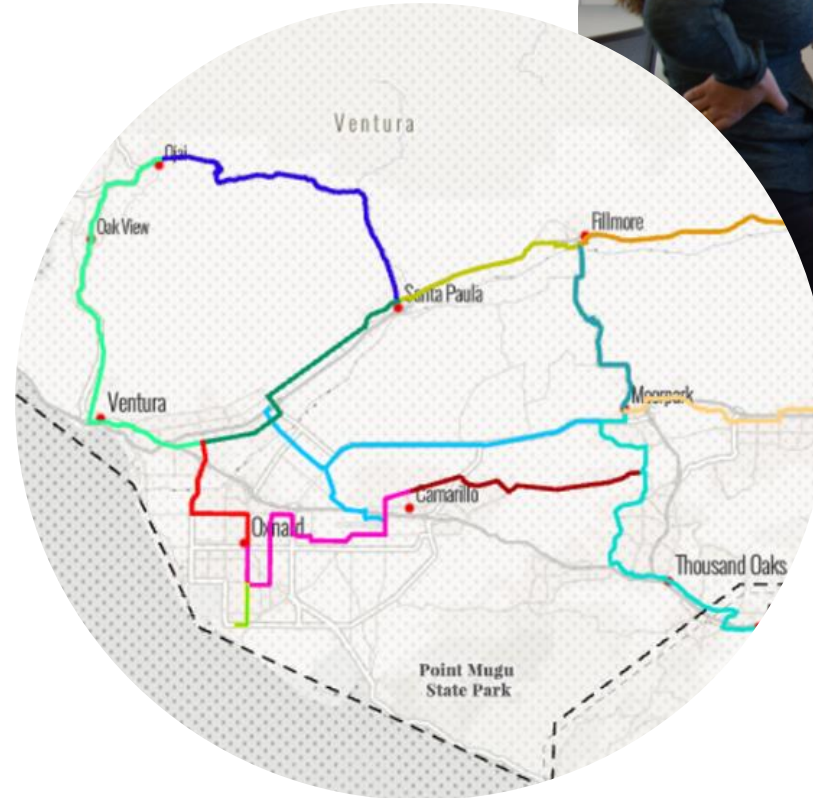 Ventura
Ojai
Oak View
Fillmore
Santa Paula
Moorpark
Ventura
Camarillo
Oxnard
Thousand Oaks
Point Mugu
State Park